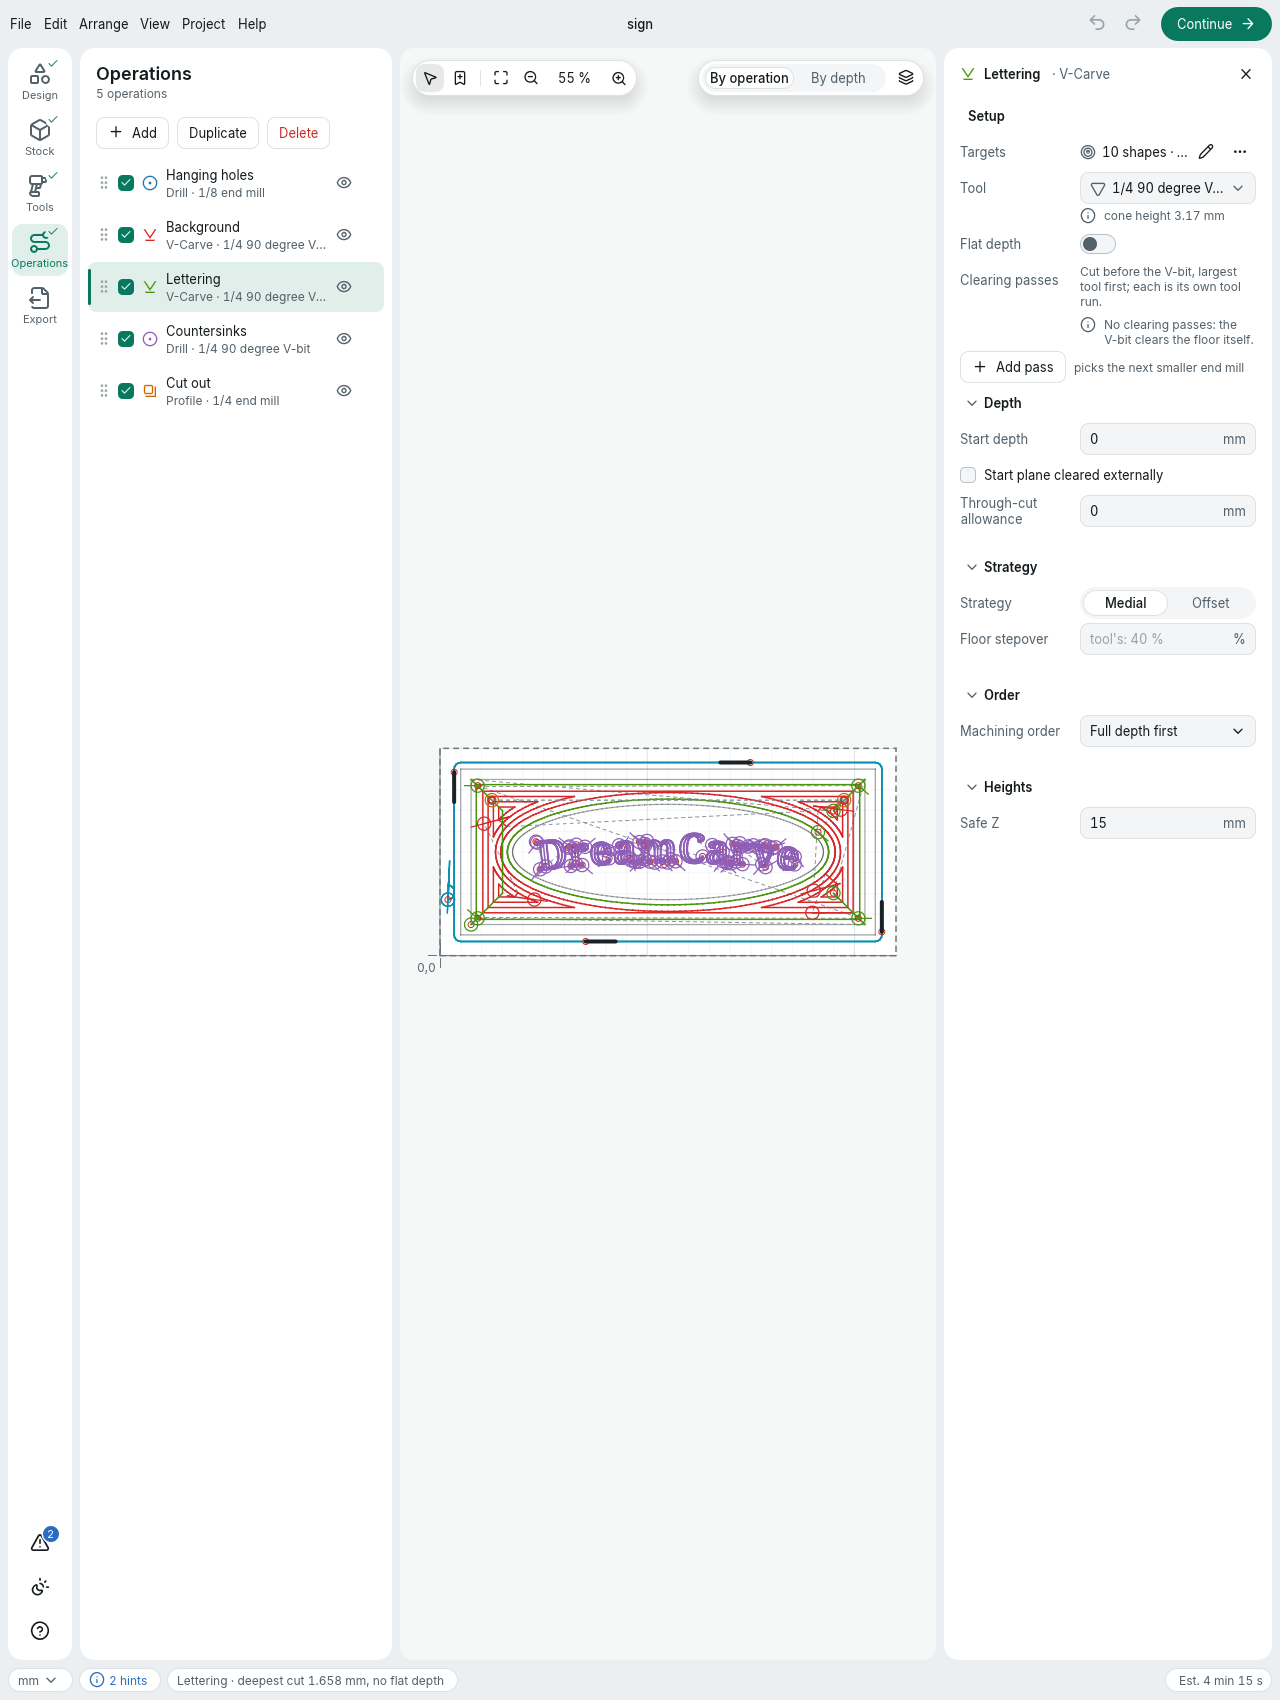 File Edit Arrange View Project Help
sign
Continue
Design
Stock
Tools
Operations
Export
2
Operations
5 operations
Add
Duplicate
Delete
Hanging holes
Drill · 1/8 end mill
Background
V-Carve · 1/4 90 degree V...
Lettering
V-Carve · 1/4 90 degree V...
Countersinks
Drill · 1/4 90 degree V-bit
Cut out
Profile · 1/4 end mill
55 %
By operation
By depth
DreamCarve
0,0
Lettering · V-Carve
Setup
Targets
10 shapes · ...
Tool
1/4 90 degree V...
cone height 3.17 mm
Flat depth
Clearing passes
Cut before the V-bit, largest
tool first; each is its own tool
run.
No clearing passes: the
V-bit clears the floor itself.
Add pass
picks the next smaller end mill
Depth
Start depth
0 mm
Start plane cleared externally
Through-cut
allowance
0 mm
Strategy
Strategy
Medial
Offset
Floor stepover
tool's: 40 % %
Order
Machining order
Full depth first
Heights
Safe Z
15 mm
mm
2 hints
Lettering · deepest cut 1.658 mm, no flat depth
Est. 4 min 15 s